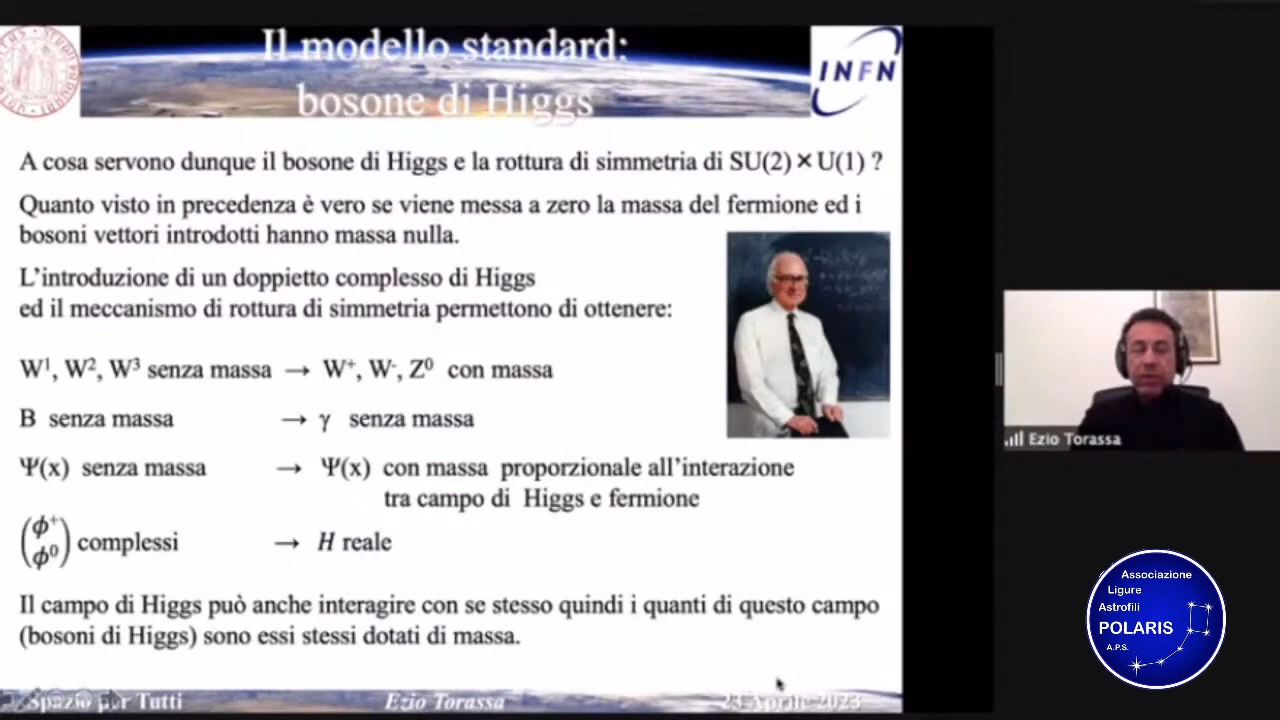 Il modello standard:
bosone di Higgs
INFN
A cosa servono dunque il bosone di Higgs e la rottura di simmetria di SU(2) × U(1) ?
Quanto visto in precedenza è vero se viene messa a zero la massa del fermione ed i
bosoni vettori introdotti hanno massa nulla.
L'introduzione di un doppietto complesso di Higgs
ed il meccanismo di rottura di simmetria permettono di ottenere:
W¹, W², W³ senza massa → W⁺, W⁻, Z⁰ con massa
B senza massa → γ senza massa
Ψ(x) senza massa → Ψ(x) con massa proporzionale all'interazione
tra campo di Higgs e fermione
(ϕ⁺
ϕ⁰) complessi → H reale
Il campo di Higgs può anche interagire con se stesso quindi i quanti di questo campo
(bosoni di Higgs) sono essi stessi dotati di massa.
Spazio per Tutti Ezio Torassa 23 Aprile 2023
Ezio Torassa
Associazione
Ligure
Astrofili
POLARIS
A.P.S.